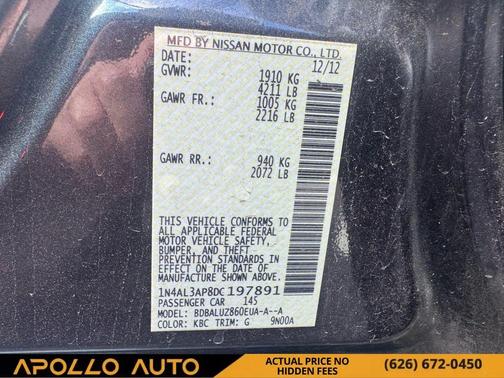 MFD BY NISSAN MOTOR CO., LTD.
DATE: 12/12
GVWR: 1910 KG
4211 LB
GAWR FR.: 1005 KG
2216 LB
GAWR RR.: 940 KG
2072 LB
THIS VEHICLE CONFORMS TO
ALL APPLICABLE FEDERAL
MOTOR VEHICLE SAFETY,
BUMPER, AND THEFT
PREVENTION STANDARDS IN
EFFECT ON THE DATE OF
MANUFACTURE SHOWN ABOVE.
1N4AL3AP8DC197891
PASSENGER CAR 145
MODEL: BDBALUZ860EUA-A--A
COLOR: KBC TRIM: G 9N00A
APOLLO AUTO
ACTUAL PRICE NO
HIDDEN FEES
(626) 672-0450